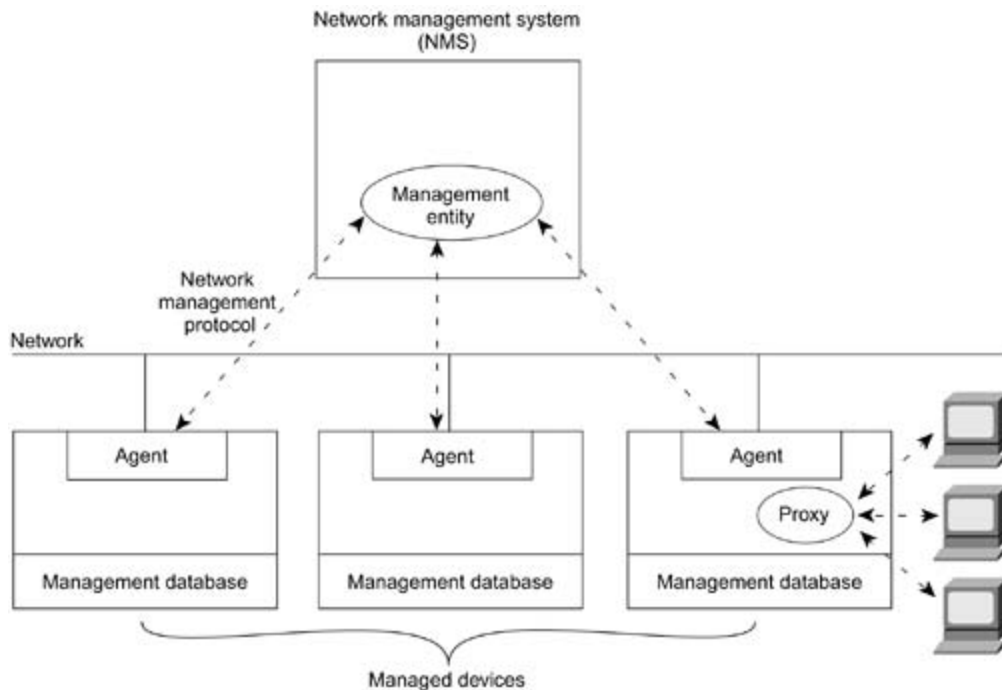 Network management system
(NMS)
Management
entity
Network
management
protocol
Network
Agent
Agent
Agent
Proxy
Management database
Management database
Management database
Managed devices